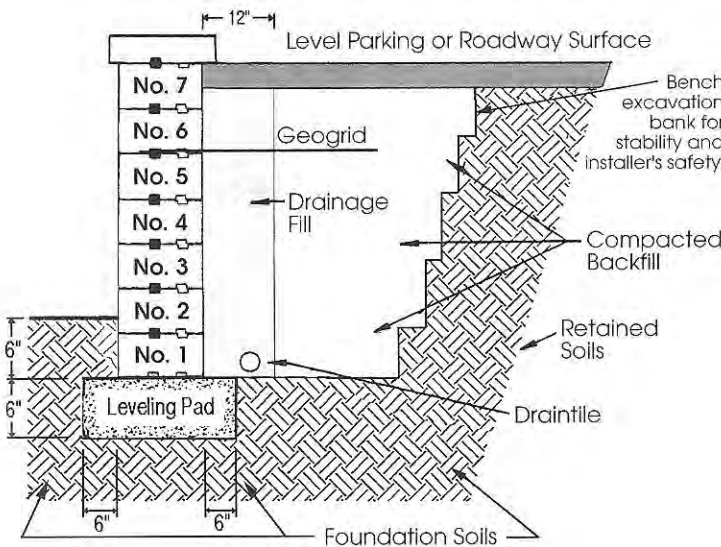 12"
Level Parking or Roadway Surface
No. 7
Bench
excavation
bank for
stability and
installer's safety.
No. 6
Geogrid
No. 5
Drainage
Fill
No. 4
Compacted
Backfill
No. 3
No. 2
Retained
Soils
6"
No. 1
6"
Leveling Pad
Draintile
6"
6"
Foundation Soils